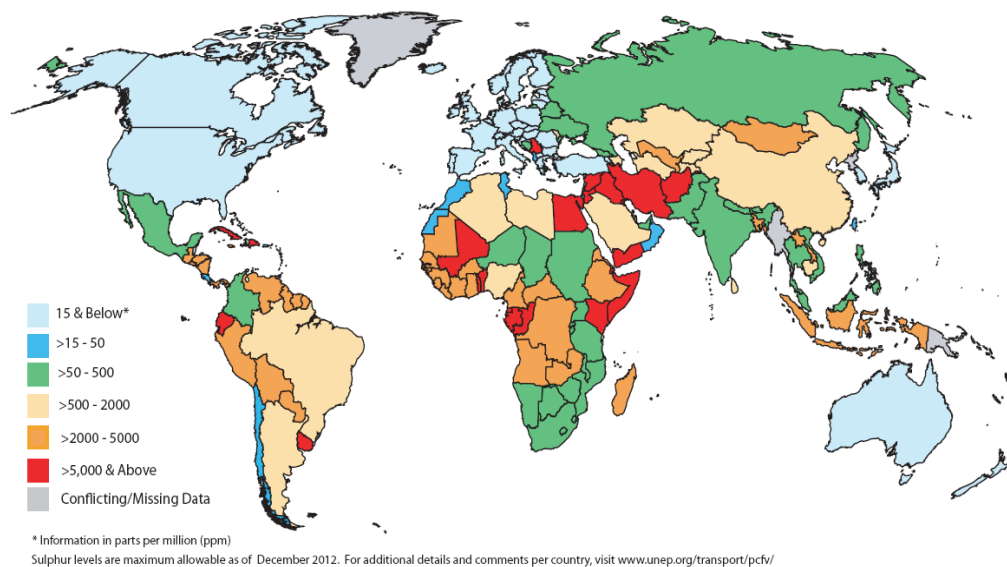 15 & Below*
>15 - 50
>50 - 500
>500 - 2000
>2000 - 5000
>5,000 & Above
Conflicting/Missing Data
* Information in parts per million (ppm)
Sulphur levels are maximum allowable as of December 2012. For additional details and comments per country, visit www.unep.org/transport/pcfv/